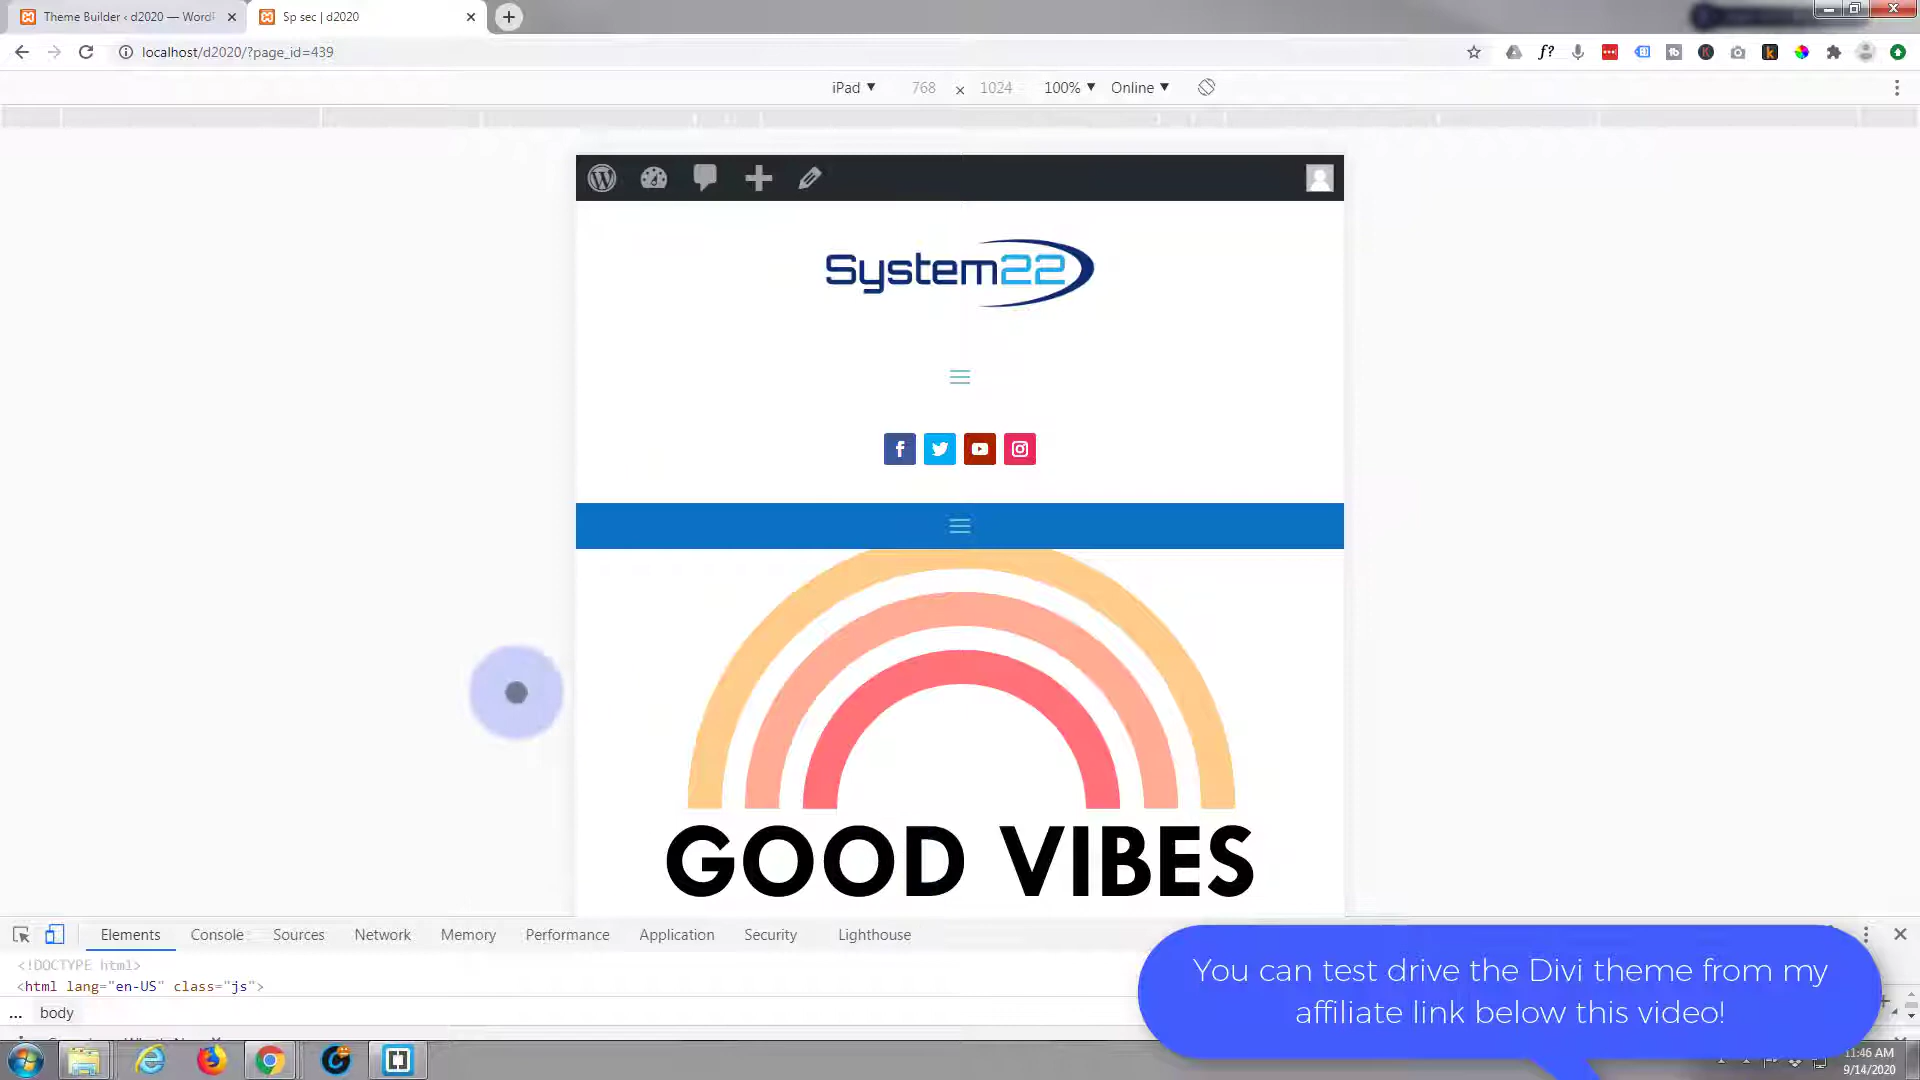 Theme Builder ‹ d2020 — WordP
Sp sec | d2020
localhost/d2020/?page_id=439
f?
iPad ▼ 768 × 1024 100% ▼ Online ▼
System22
GOOD VIBES
Elements Console Sources Network Memory Performance Application Security Lighthouse
<!DOCTYPE html>
<html lang="en-US" class="js">
... body
You can test drive the Divi theme from my
affiliate link below this video!
11:46 AM
9/14/2020